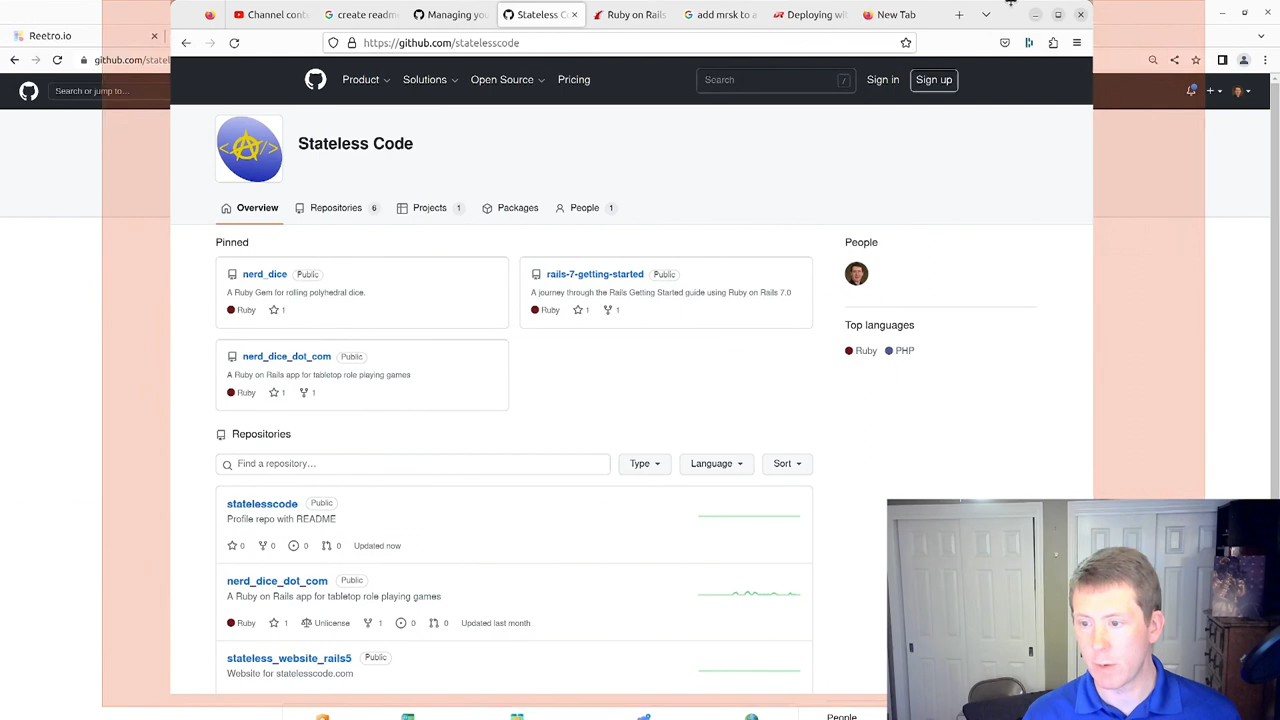 Reetro.io
Channel cont
create readm
Managing you
Stateless Co
Ruby on Rails
add mrsk to a
Deploying wit
New Tab
github.com/statel
https://github.com/statelesscode
Search or jump to...
Product
Solutions
Open Source
Pricing
Search
/
Sign in
Sign up
Stateless Code
Overview
Repositories 6
Projects 1
Packages
People 1
Pinned
People
nerd_dice Public
A Ruby Gem for rolling polyhedral dice.
Ruby 1
rails-7-getting-started Public
A journey through the Rails Getting Started guide using Ruby on Rails 7.0
Ruby 1 1
Top languages
Ruby PHP
nerd_dice_dot_com Public
A Ruby on Rails app for tabletop role playing games
Ruby 1 1
Repositories
Find a repository...
Type
Language
Sort
statelesscode Public
Profile repo with README
0 0 0 0 Updated now
nerd_dice_dot_com Public
A Ruby on Rails app for tabletop role playing games
Ruby 1 Unlicense 1 0 0 Updated last month
stateless_website_rails5 Public
Website for statelesscode.com
People